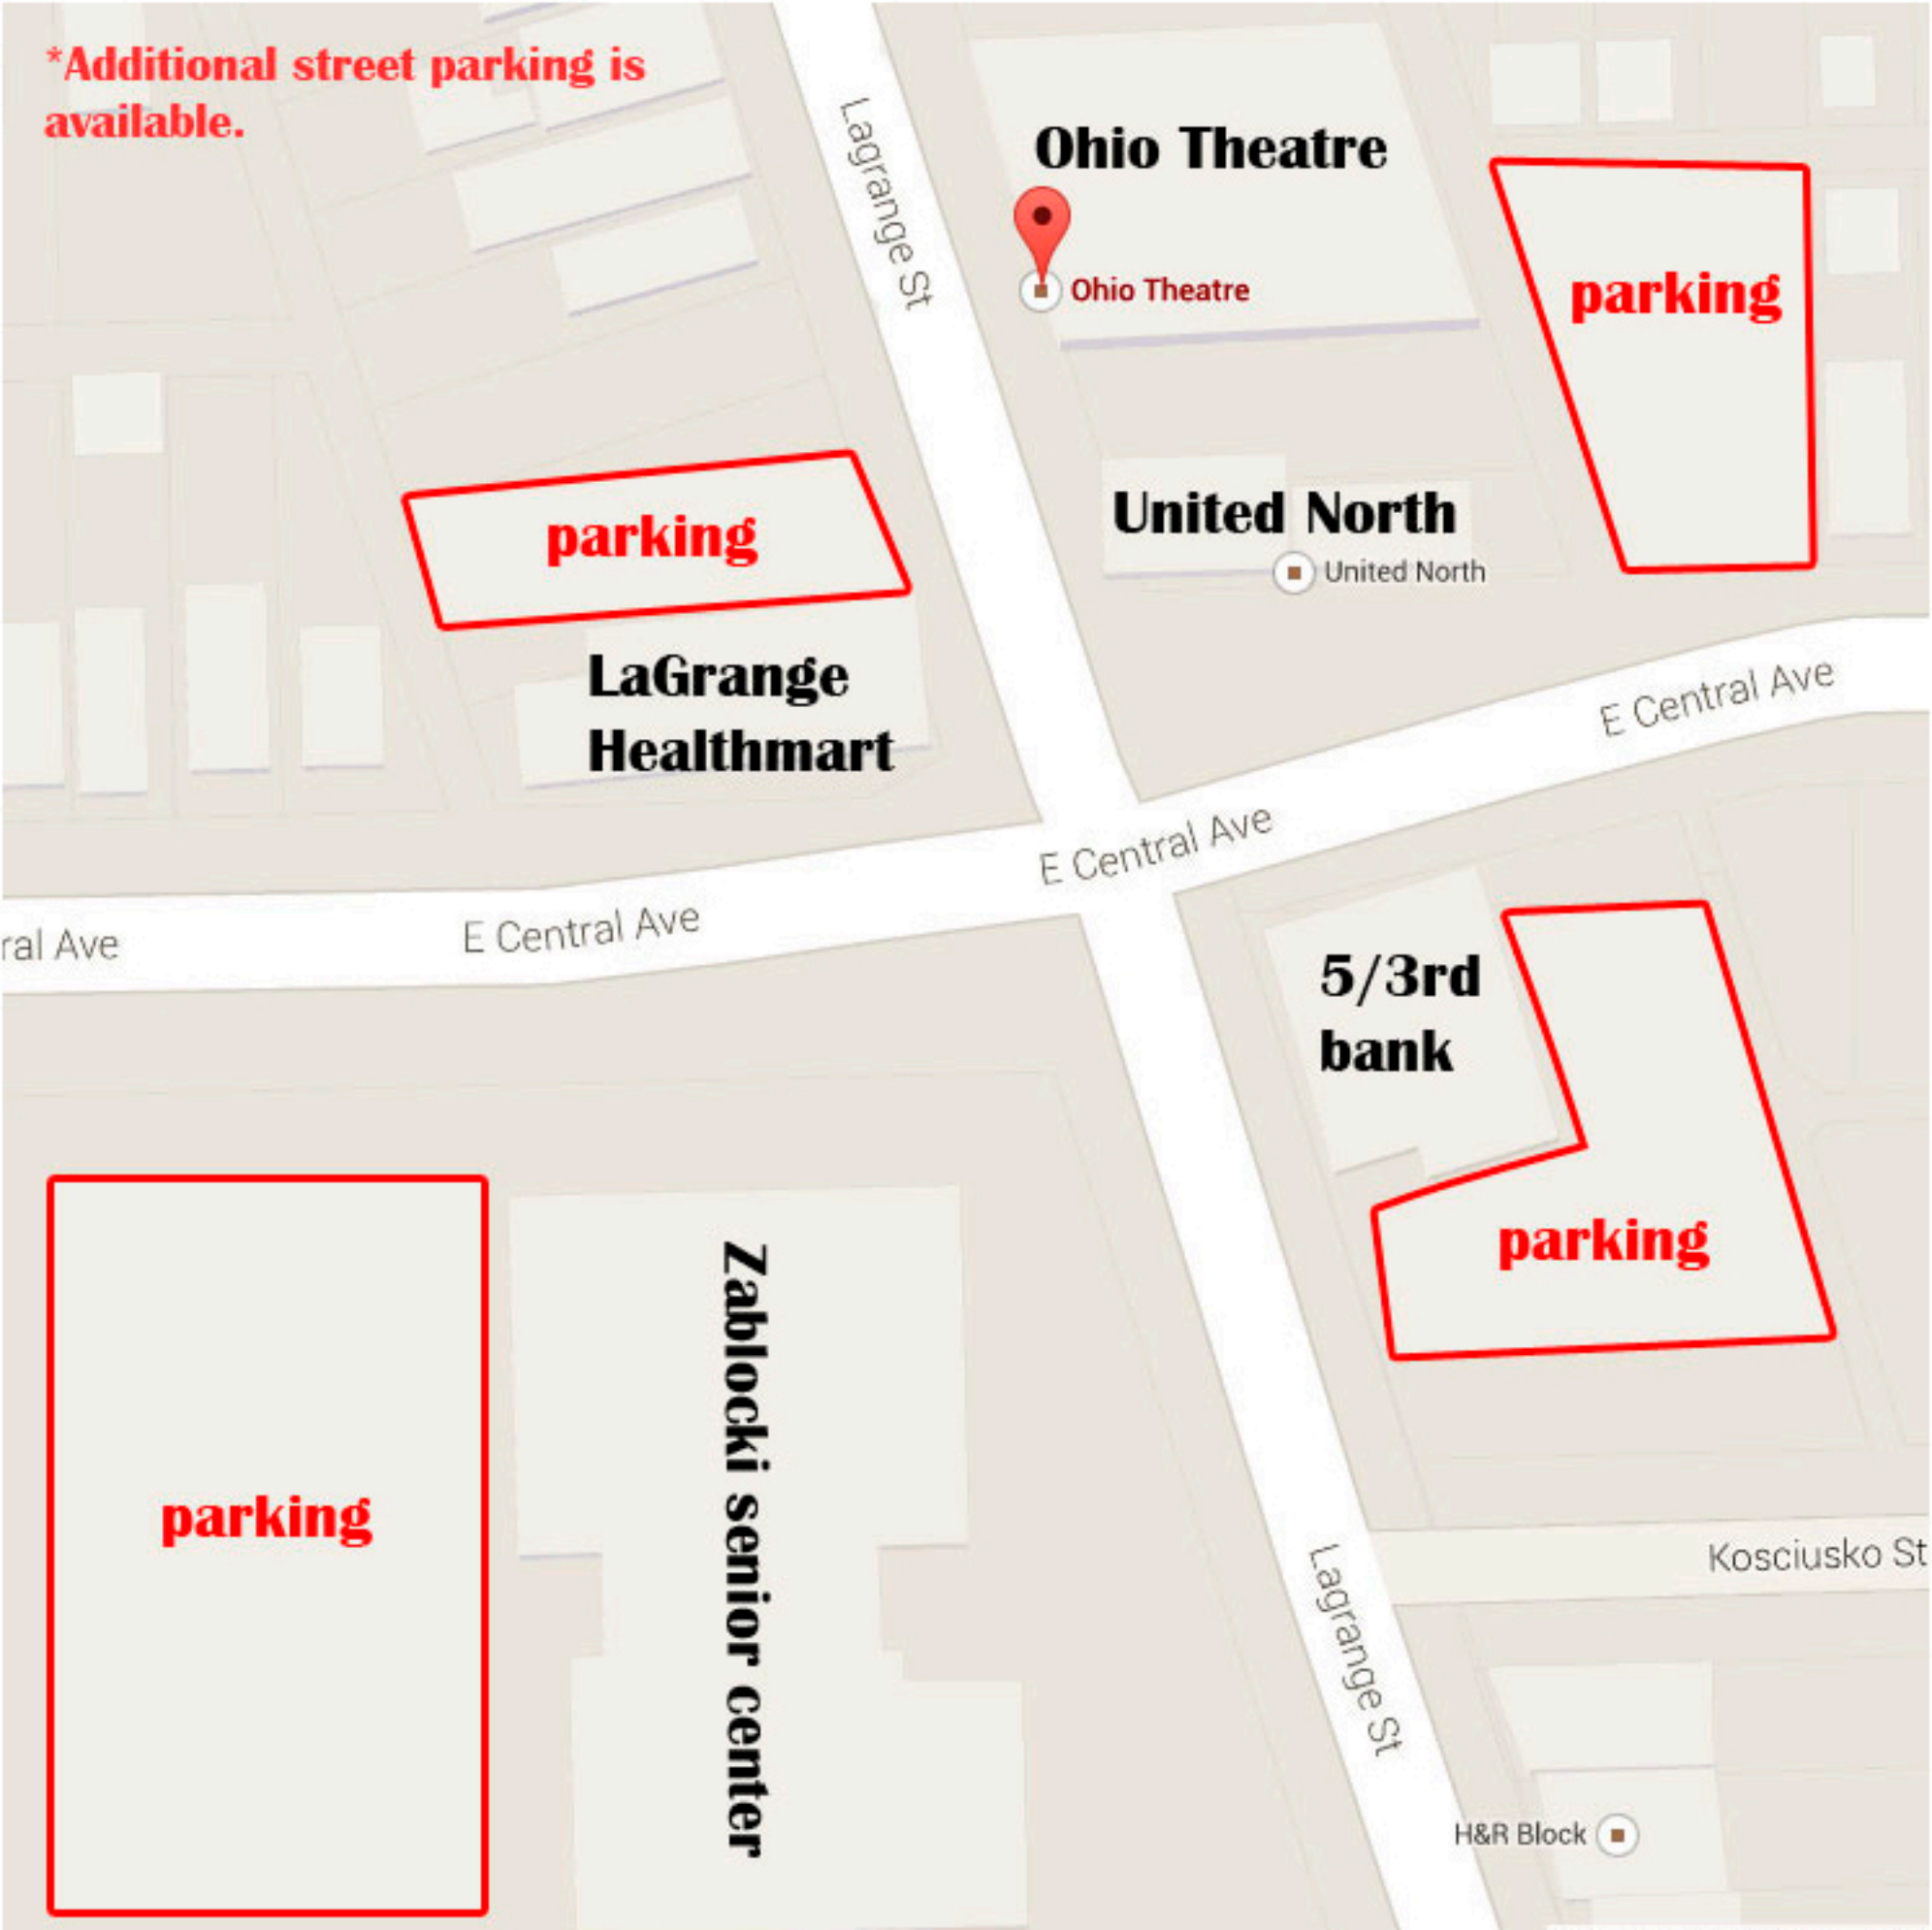 *Additional street parking is
available.
Lagrange St
Ohio Theatre
Ohio Theatre
parking
parking
United North
United North
LaGrange
Healthmart
E Central Ave
E Central Ave
E Central Ave
ral Ave
5/3rd
bank
parking
parking
Zablocki senior center
Kosciusko St
Lagrange St
H&R Block